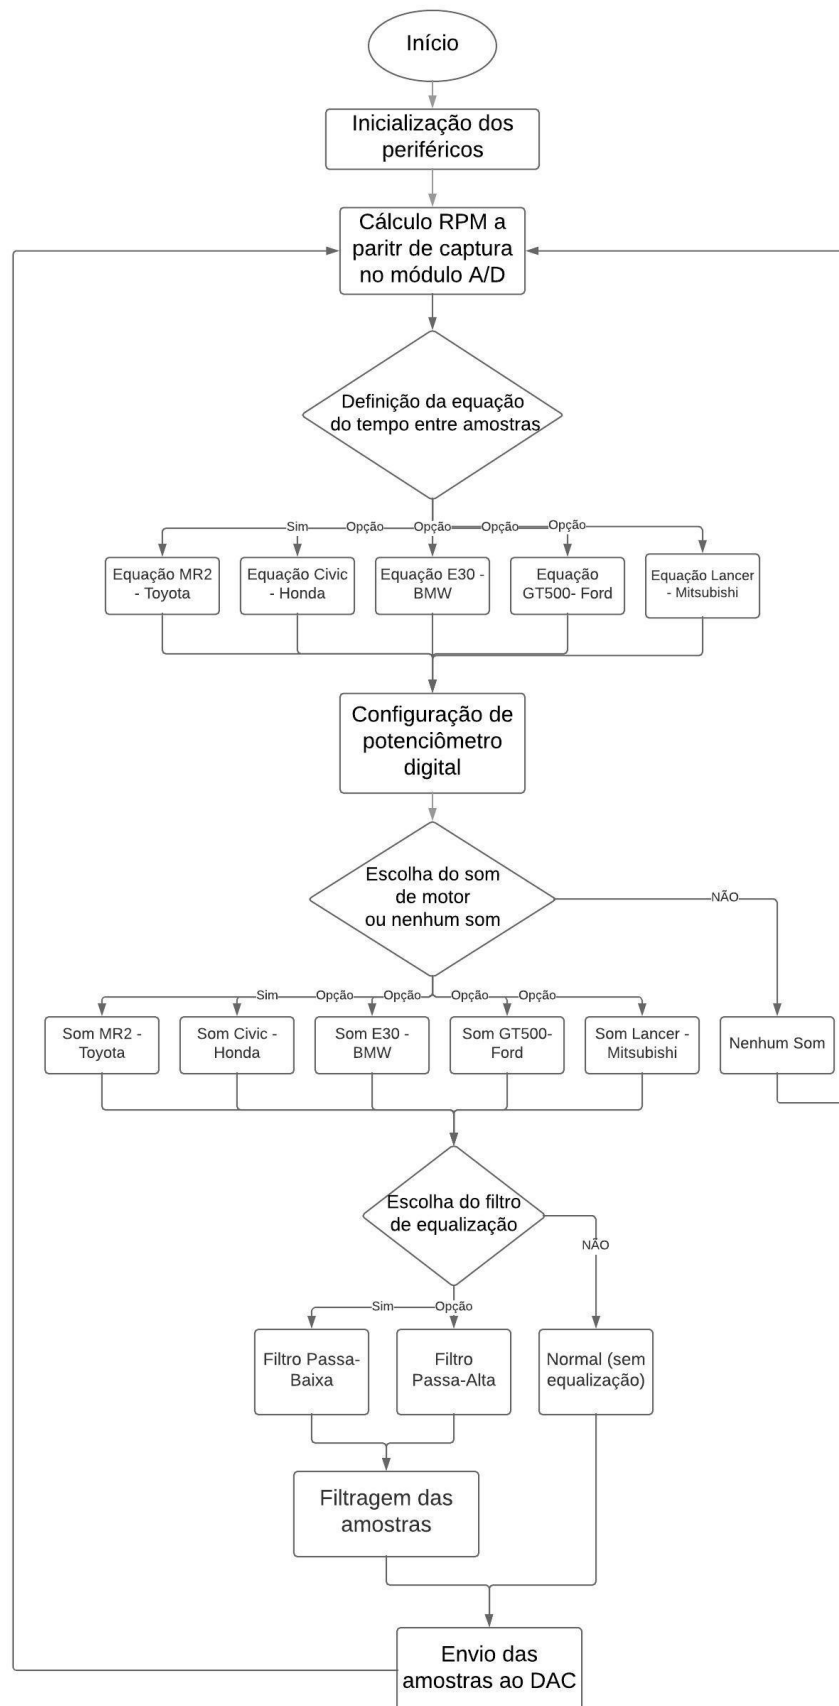 Início
Inicialização dos
periféricos
Cálculo RPM a
paritr de captura
no módulo A/D
Definição da equação
do tempo entre amostras
Sim
Opção
Opção
Opção
Opção
Equação MR2
- Toyota
Equação Civic
- Honda
Equação E30 -
BMW
Equação
GT500- Ford
Equação Lancer
- Mitsubishi
Configuração de
potenciômetro
digital
Escolha do som
de motor
ou nenhum som
NÃO
Sim
Opção
Opção
Opção
Opção
Som MR2 -
Toyota
Som Civic -
Honda
Som E30 -
BMW
Som GT500-
Ford
Som Lancer -
Mitsubishi
Nenhum Som
Escolha do filtro
de equalização
NÃO
Sim
Opção
Filtro Passa-
Baixa
Filtro
Passa-Alta
Normal (sem
equalização)
Filtragem das
amostras
Envio das
amostras ao DAC